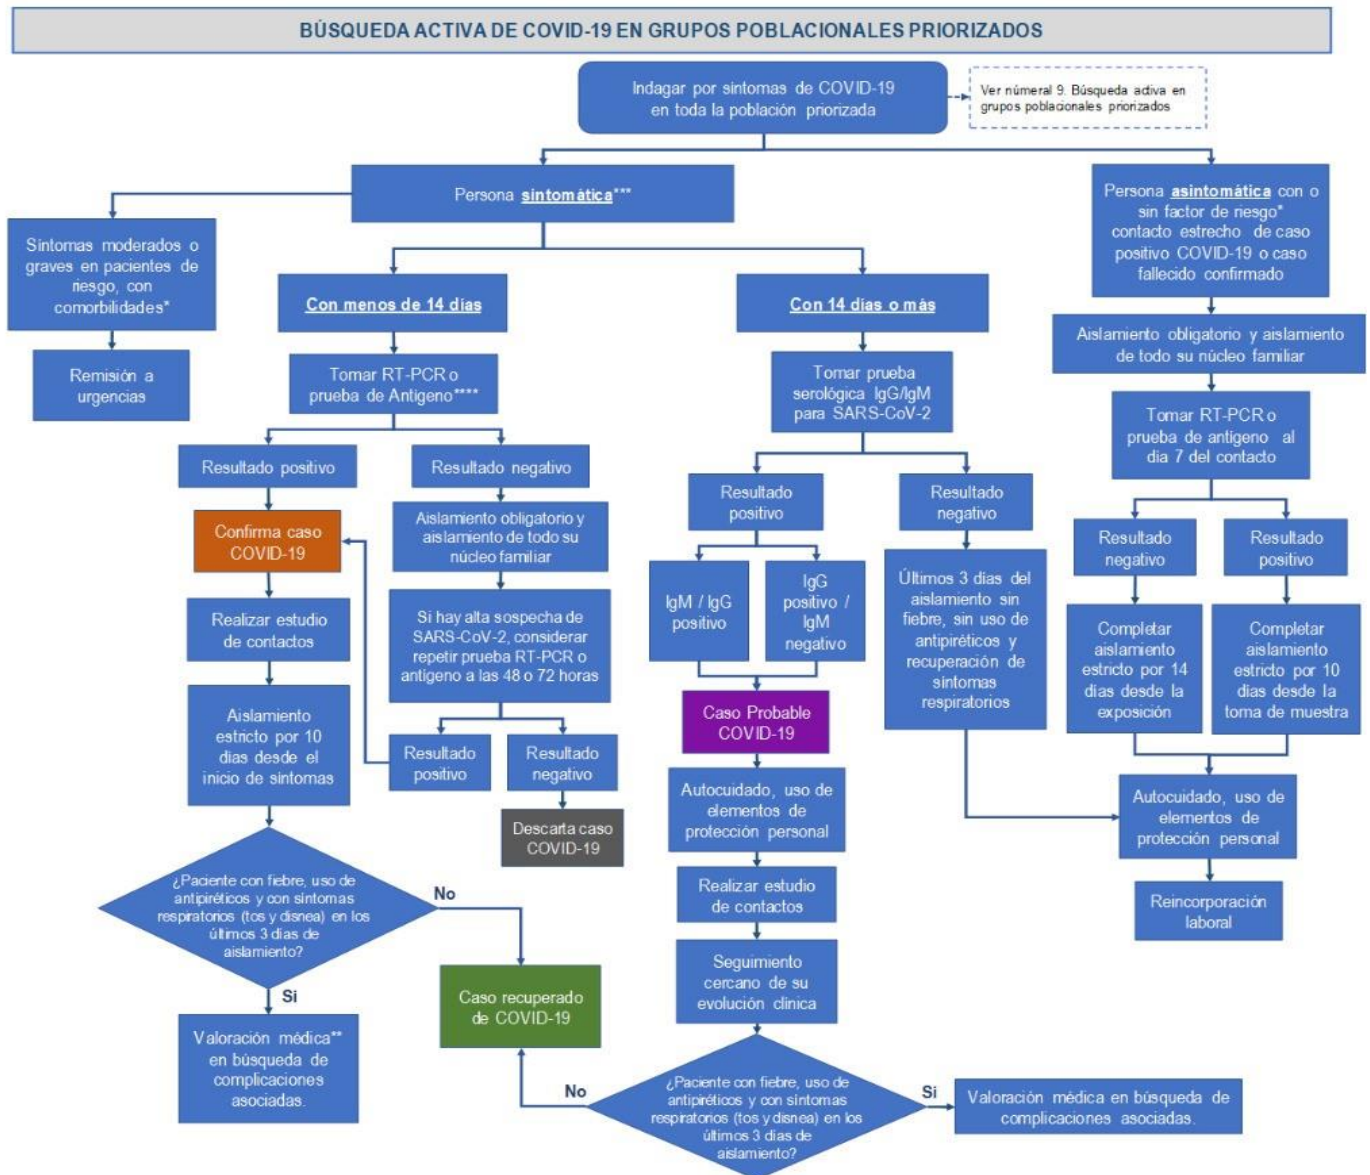 BÚSQUEDA ACTIVA DE COVID-19 EN GRUPOS POBLACIONALES PRIORIZADOS
Indagar por síntomas de COVID-19
en toda la población priorizada
Ver númeral 9. Búsqueda activa en
grupos poblacionales priorizados
Persona síntomática***
Persona asintomática con o
sin factor de riesgo*
contacto estrecho de caso
positivo COVID-19 o caso
fallecido confirmado
Síntomas moderados o
graves en pacientes de
riesgo, con
comorbilidades*
Remisión a
urgencias
Con menos de 14 días
Con 14 días o más
Tomar RT-PCR o
prueba de Antígeno****
Tomar prueba
serológica IgG/IgM
para SARS-CoV-2
Aislamiento obligatorio y aislamiento
de todo su núcleo familiar
Tomar RT-PCR o
prueba de antígeno al
día 7 del contacto
Resultado positivo
Resultado negativo
Resultado
positivo
Resultado
negativo
Resultado
negativo
Resultado
positivo
Confirma caso
COVID-19
Aislamiento obligatorio y
aislamiento de todo su
núcleo familiar
IgM / IgG
positivo
IgG
positivo /
IgM
negativo
Últimos 3 días del
aislamiento sin
fiebre, sin uso de
antipiréticos y
recuperación de
síntomas
respiratorios
Completar
aislamiento
estricto por 14
días desde la
exposición
Completar
aislamiento
estricto por 10
días desde la
toma de muestra
Realizar estudio
de contactos
Si hay alta sospecha de
SARS-CoV-2, considerar
repetir prueba RT-PCR o
antígeno a las 48 o 72 horas
Aislamiento
estricto por 10
días desde el
inicio de síntomas
Resultado
positivo
Resultado
negativo
Descarta caso
COVID-19
Caso Probable
COVID-19
Autocuidado, uso de
elementos de
protección personal
Autocuidado, uso de
elementos de
protección personal
Realizar estudio
de contactos
Reincorporación
laboral
¿Paciente con fiebre, uso de
antipiréticos y con síntomas
respiratorios (tos y disnea) en los
últimos 3 días de
aislamiento?
No
Si
Valoración médica**
en búsqueda de
complicaciones
asociadas.
Caso recuperado
de COVID-19
Seguimiento
cercano de su
evolución clínica
¿Paciente con fiebre, uso de
antipiréticos y con síntomas
respiratorios (tos y disnea) en los
últimos 3 días de
aislamiento?
No
Si
Valoración médica en búsqueda de
complicaciones asociadas.